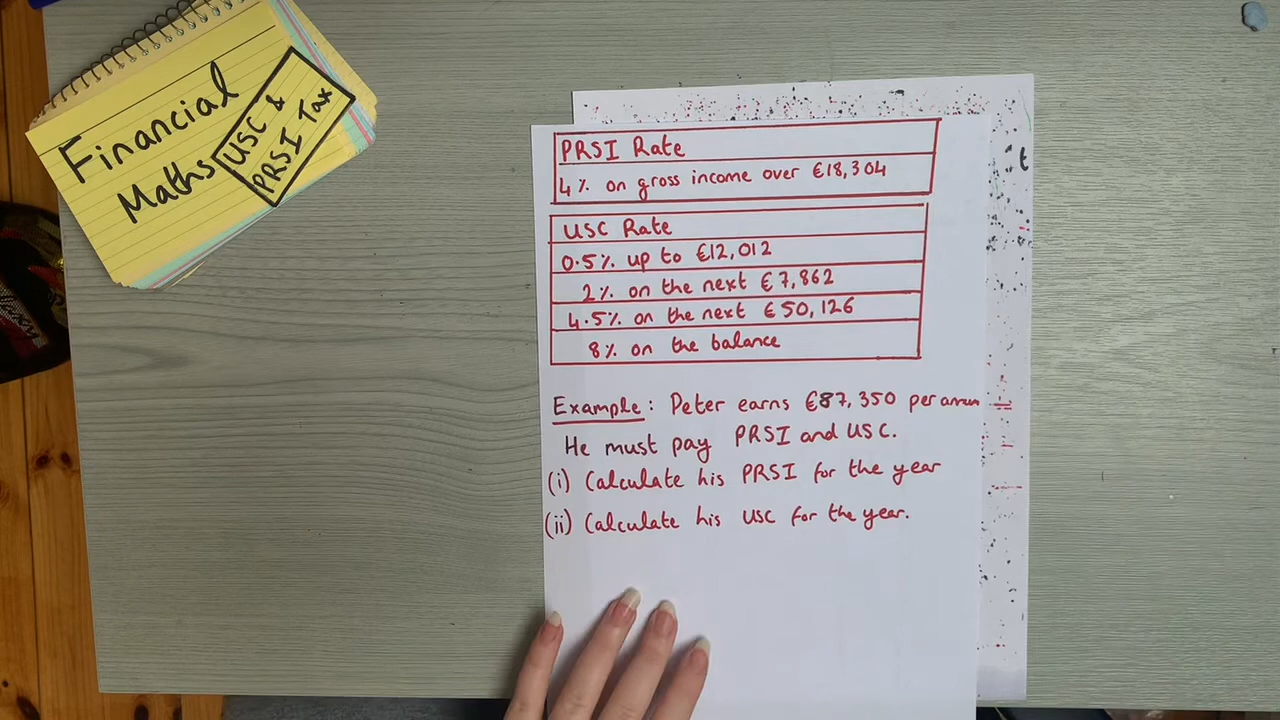 Financial
Maths
USC &
PRSI Tax
PRSI Rate
4% on gross income over €18,304
USC Rate
0.5% up to €12,012
2% on the next €7,862
4.5% on the next €50,126
8% on the balance
Example: Peter earns €87,350 per annum
He must pay PRSI and USC.
(i) Calculate his PRSI for the year
(ii) Calculate his USC for the year.
t